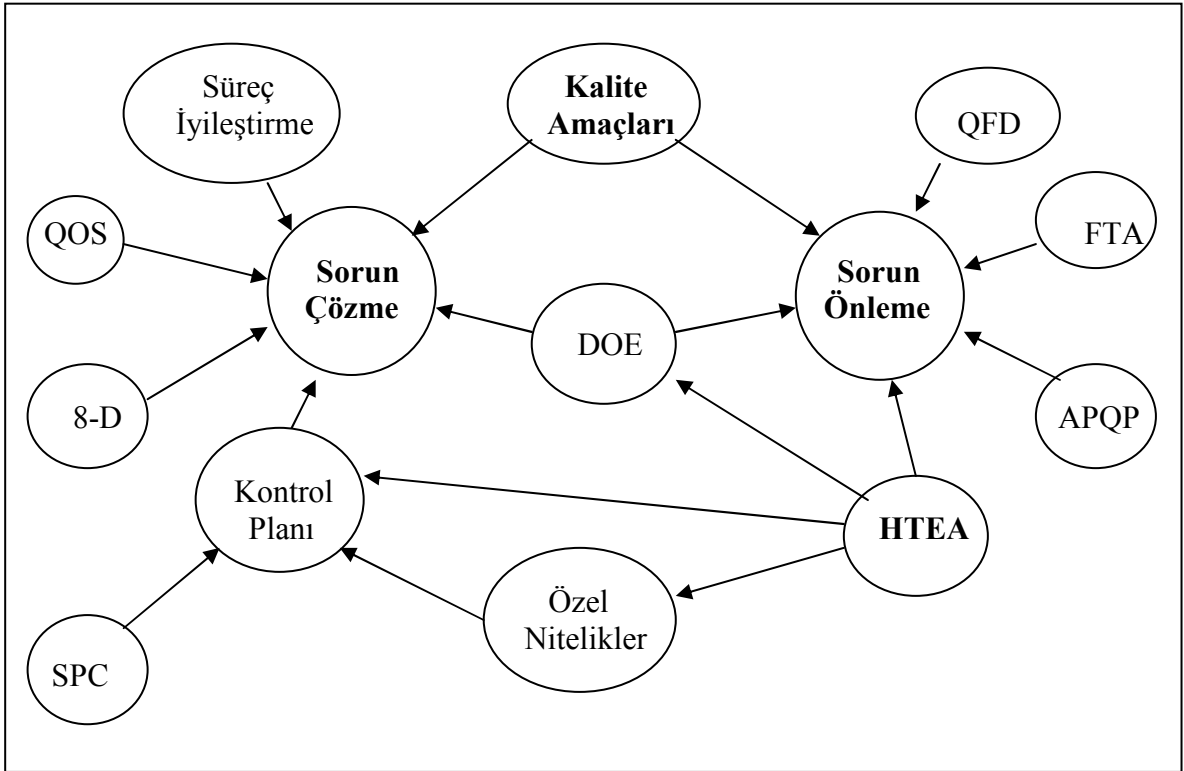 Süreç
İyileştirme
Kalite
Amaçları
QFD
QOS
FTA
Sorun
Çözme
Sorun
Önleme
DOE
8-D
APQP
Kontrol
Planı
HTEA
Özel
Nitelikler
SPC